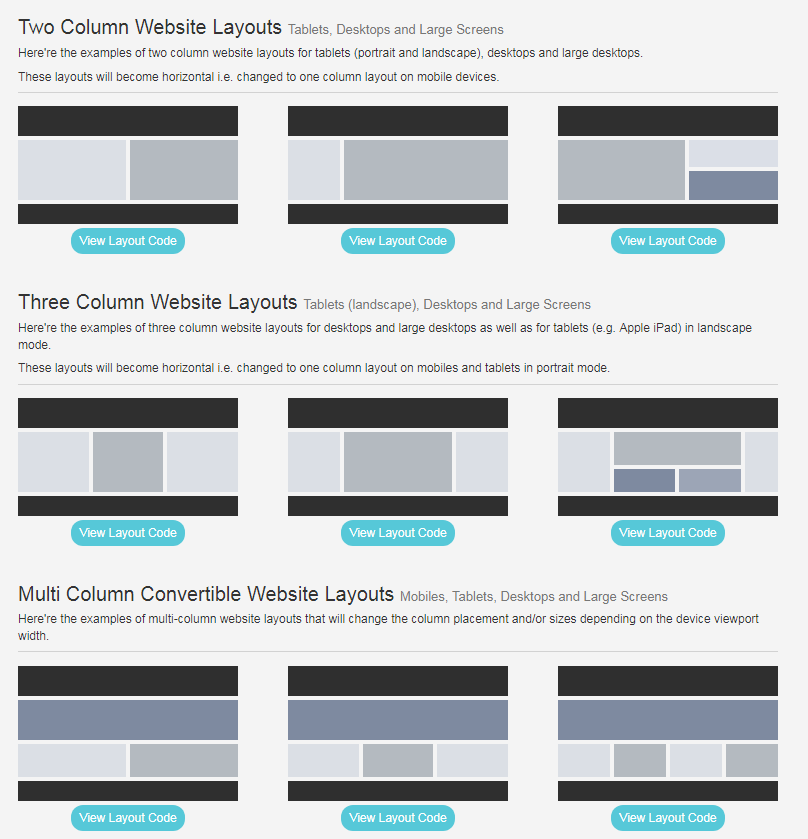 Two Column Website Layouts Tablets, Desktops and Large Screens
Here're the examples of two column website layouts for tablets (portrait and landscape), desktops and large desktops.
These layouts will become horizontal i.e. changed to one column layout on mobile devices.
View Layout Code View Layout Code View Layout Code
Three Column Website Layouts Tablets (landscape), Desktops and Large Screens
Here're the examples of three column website layouts for desktops and large desktops as well as for tablets (e.g. Apple iPad) in landscape
mode.
These layouts will become horizontal i.e. changed to one column layout on mobiles and tablets in portrait mode.
View Layout Code View Layout Code View Layout Code
Multi Column Convertible Website Layouts Mobiles, Tablets, Desktops and Large Screens
Here're the examples of multi-column website layouts that will change the column placement and/or sizes depending on the device viewport
width.
View Layout Code View Layout Code View Layout Code